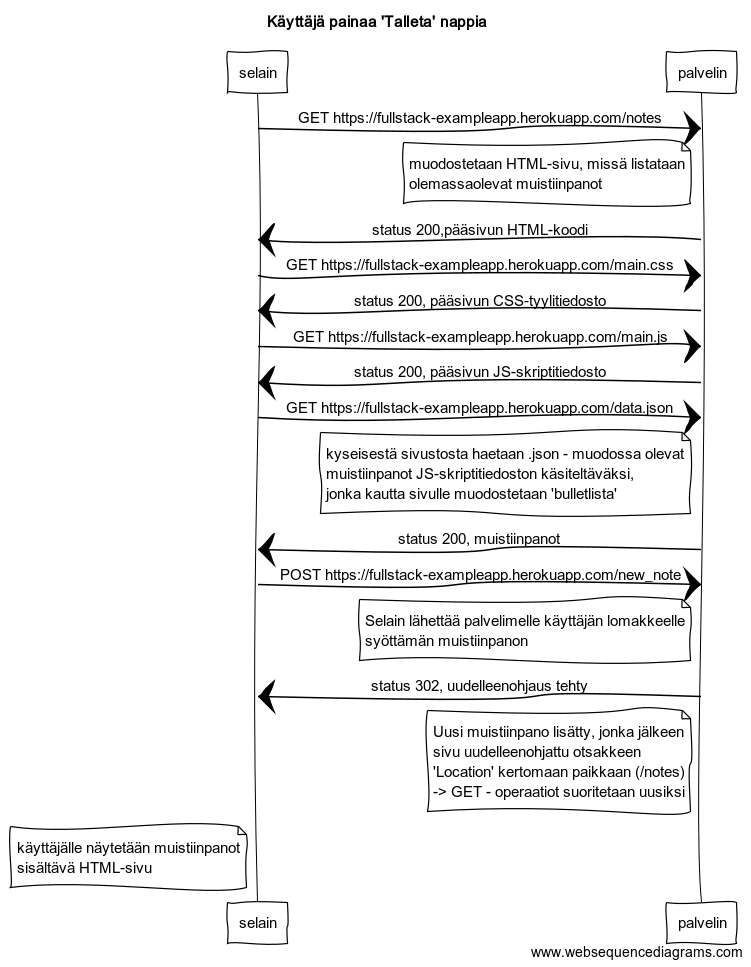 Käyttäjä painaa 'Talleta' nappia
selain
palvelin
GET https://fullstack-exampleapp.herokuapp.com/notes
muodostetaan HTML-sivu, missä listataan
olemassaolevat muistiinpanot
status 200,pääsivun HTML-koodi
GET https://fullstack-exampleapp.herokuapp.com/main.css
status 200, pääsivun CSS-tyylitiedosto
GET https://fullstack-exampleapp.herokuapp.com/main.js
status 200, pääsivun JS-skriptitiedosto
GET https://fullstack-exampleapp.herokuapp.com/data.json
kyseisestä sivustosta haetaan .json - muodossa olevat
muistiinpanot JS-skriptitiedoston käsiteltäväksi,
jonka kautta sivulle muodostetaan 'bulletlista'
status 200, muistiinpanot
POST https://fullstack-exampleapp.herokuapp.com/new_note
Selain lähettää palvelimelle käyttäjän lomakkeelle
syöttämän muistiinpanon
status 302, uudelleenohjaus tehty
Uusi muistiinpano lisätty, jonka jälkeen
sivu uudelleenohjattu otsakkeen
'Location' kertomaan paikkaan (/notes)
-> GET - operaatiot suoritetaan uusiksi
käyttäjälle näytetään muistiinpanot
sisältävä HTML-sivu
selain
palvelin
www.websequencediagrams.com